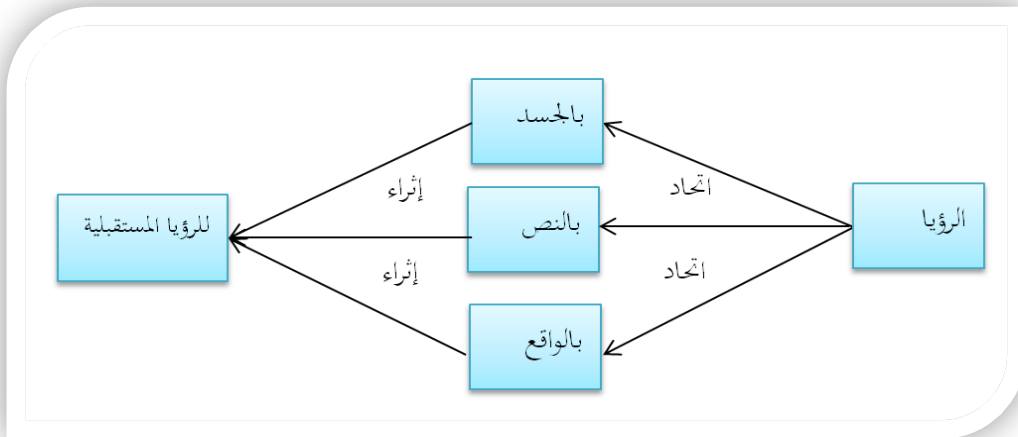 الرؤيا
اتحاد
اتحاد
بالجسد
بالنص
بالواقع
إثراء
إثراء
للرؤيا المستقبلية